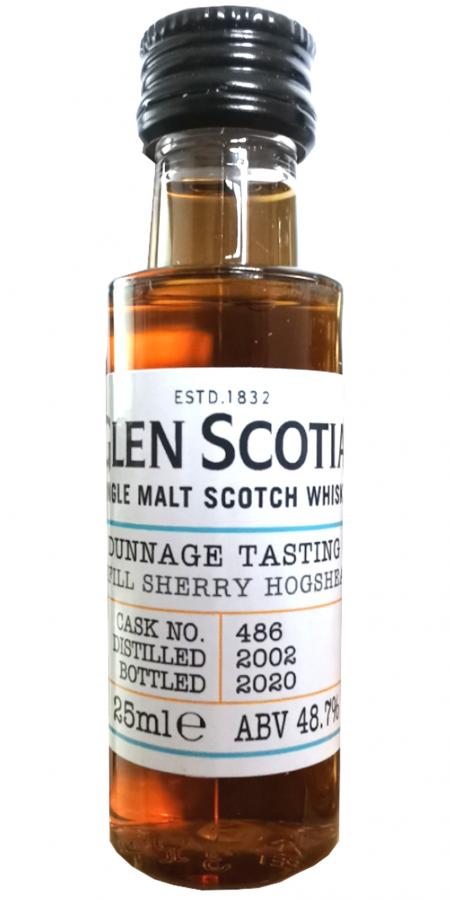 ESTD.1832
GLEN SCOTIA
INGLE MALT SCOTCH WHISK
DUNNAGE TASTING
FILL SHERRY HOGSHEA
CASK NO. 486
DISTILLED 2002
BOTTLED 2020
25ml℮ ABV 48.7%